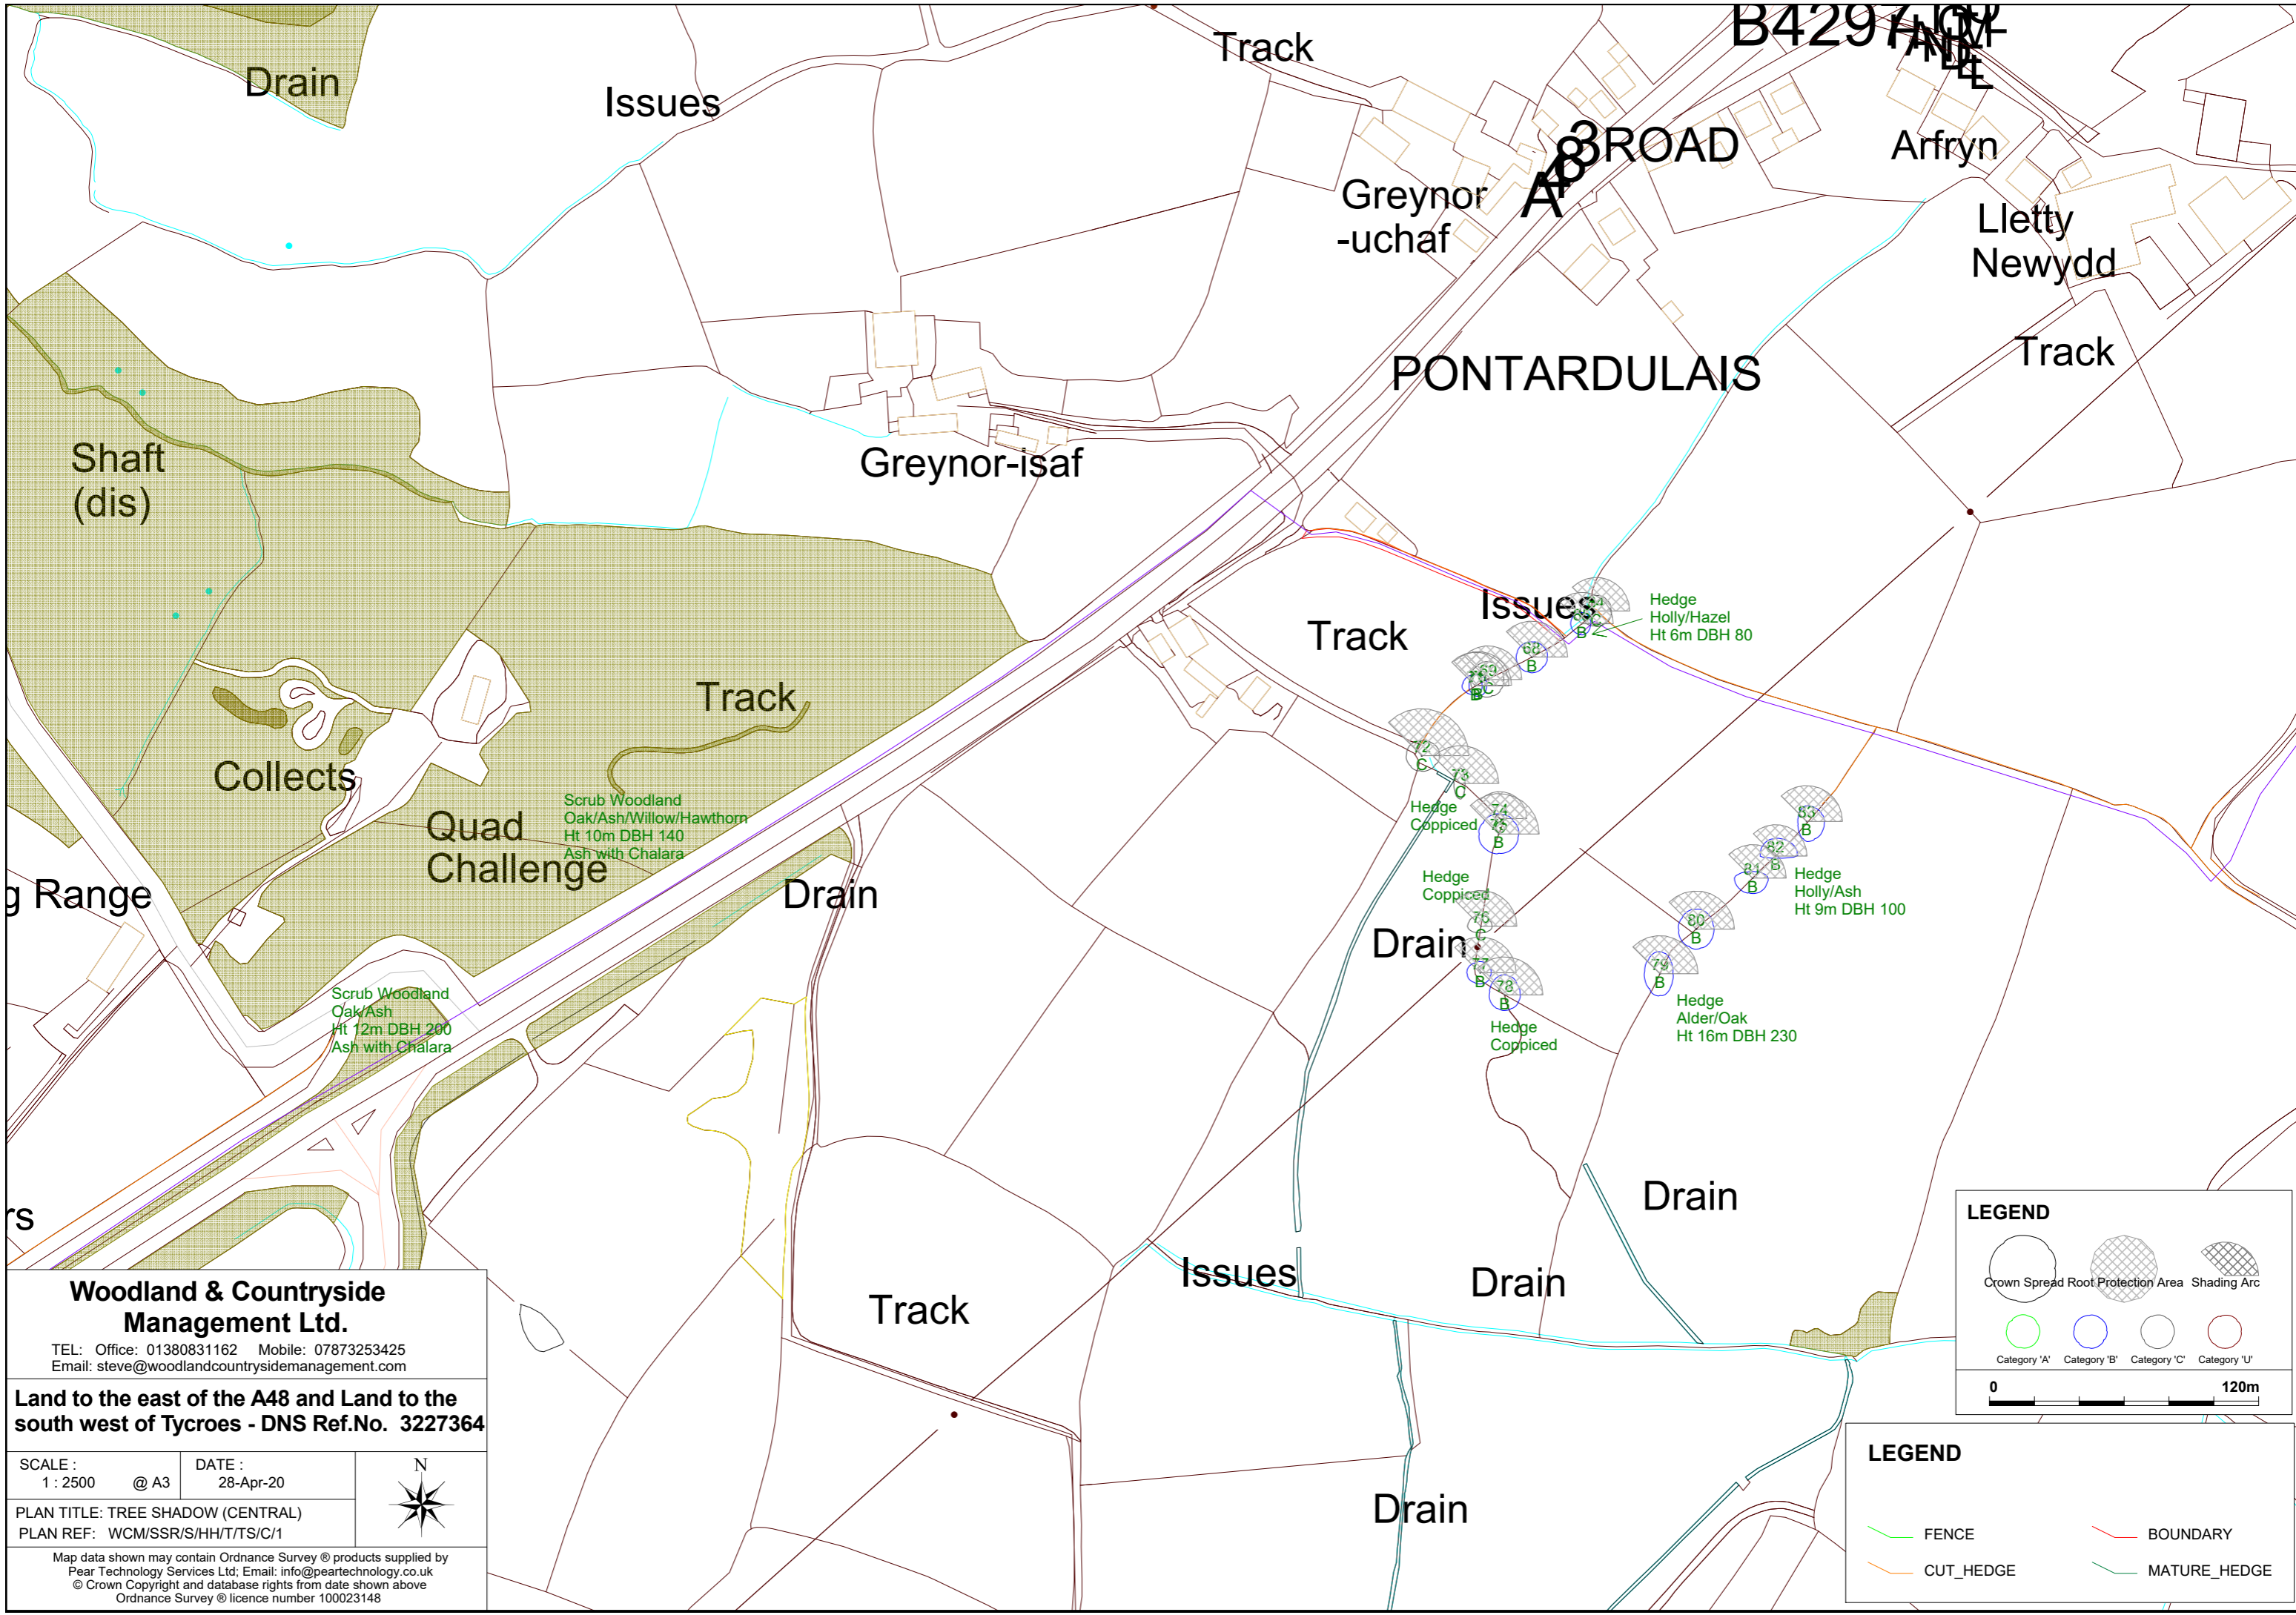 Drain
Issues
Track
B4297
A
4
8
3
ROAD
Arfryn
Greynor
-uchaf
Lletty
Newydd
Track
PONTARDULAIS
Shaft
(dis)
Greynor-isaf
Issues
Hedge
Holly/Hazel
Ht 6m DBH 80
Track
68
B
69
C
72
C
73
C
Hedge
Coppiced
74
B
83
B
82
B
81
B
Hedge
Holly/Ash
Ht 9m DBH 100
Track
Collects
Scrub Woodland
Oak/Ash/Willow/Hawthorn
Ht 10m DBH 140
Ash with Chalara
Quad
Challenge
Drain
g Range
Hedge
Coppiced
C
80
B
Drain
77
B
78
B
79
B
Hedge
Alder/Oak
Ht 16m DBH 230
Hedge
Coppiced
Scrub Woodland
Oak/Ash
Ht 12m DBH 200
Ash with Chalara
rs
Drain
Issues
Drain
Track
Drain
Woodland & Countryside
Management Ltd.
TEL: Office: 01380831162 Mobile: 07873253425
Email: steve@woodlandcountrysidemanagement.com
Land to the east of the A48 and Land to the
south west of Tycroes - DNS Ref.No. 3227364
SCALE :
1 : 2500 @ A3
DATE :
28-Apr-20
N
PLAN TITLE: TREE SHADOW (CENTRAL)
PLAN REF: WCM/SSR/S/HH/T/TS/C/1
Map data shown may contain Ordnance Survey ® products supplied by
Pear Technology Services Ltd; Email: info@peartechnology.co.uk
© Crown Copyright and database rights from date shown above
Ordnance Survey ® licence number 100023148
LEGEND
Crown Spread Root Protection Area Shading Arc
Category 'A' Category 'B' Category 'C' Category 'U'
0 120m
LEGEND
FENCE
BOUNDARY
CUT_HEDGE
MATURE_HEDGE